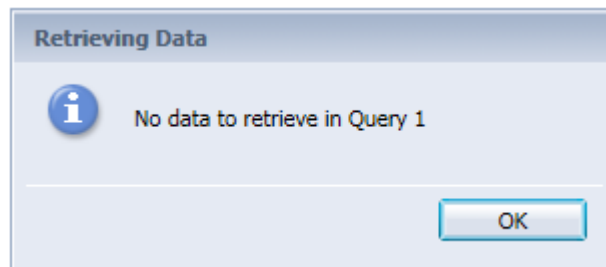 Retrieving Data
No data to retrieve in Query 1
OK